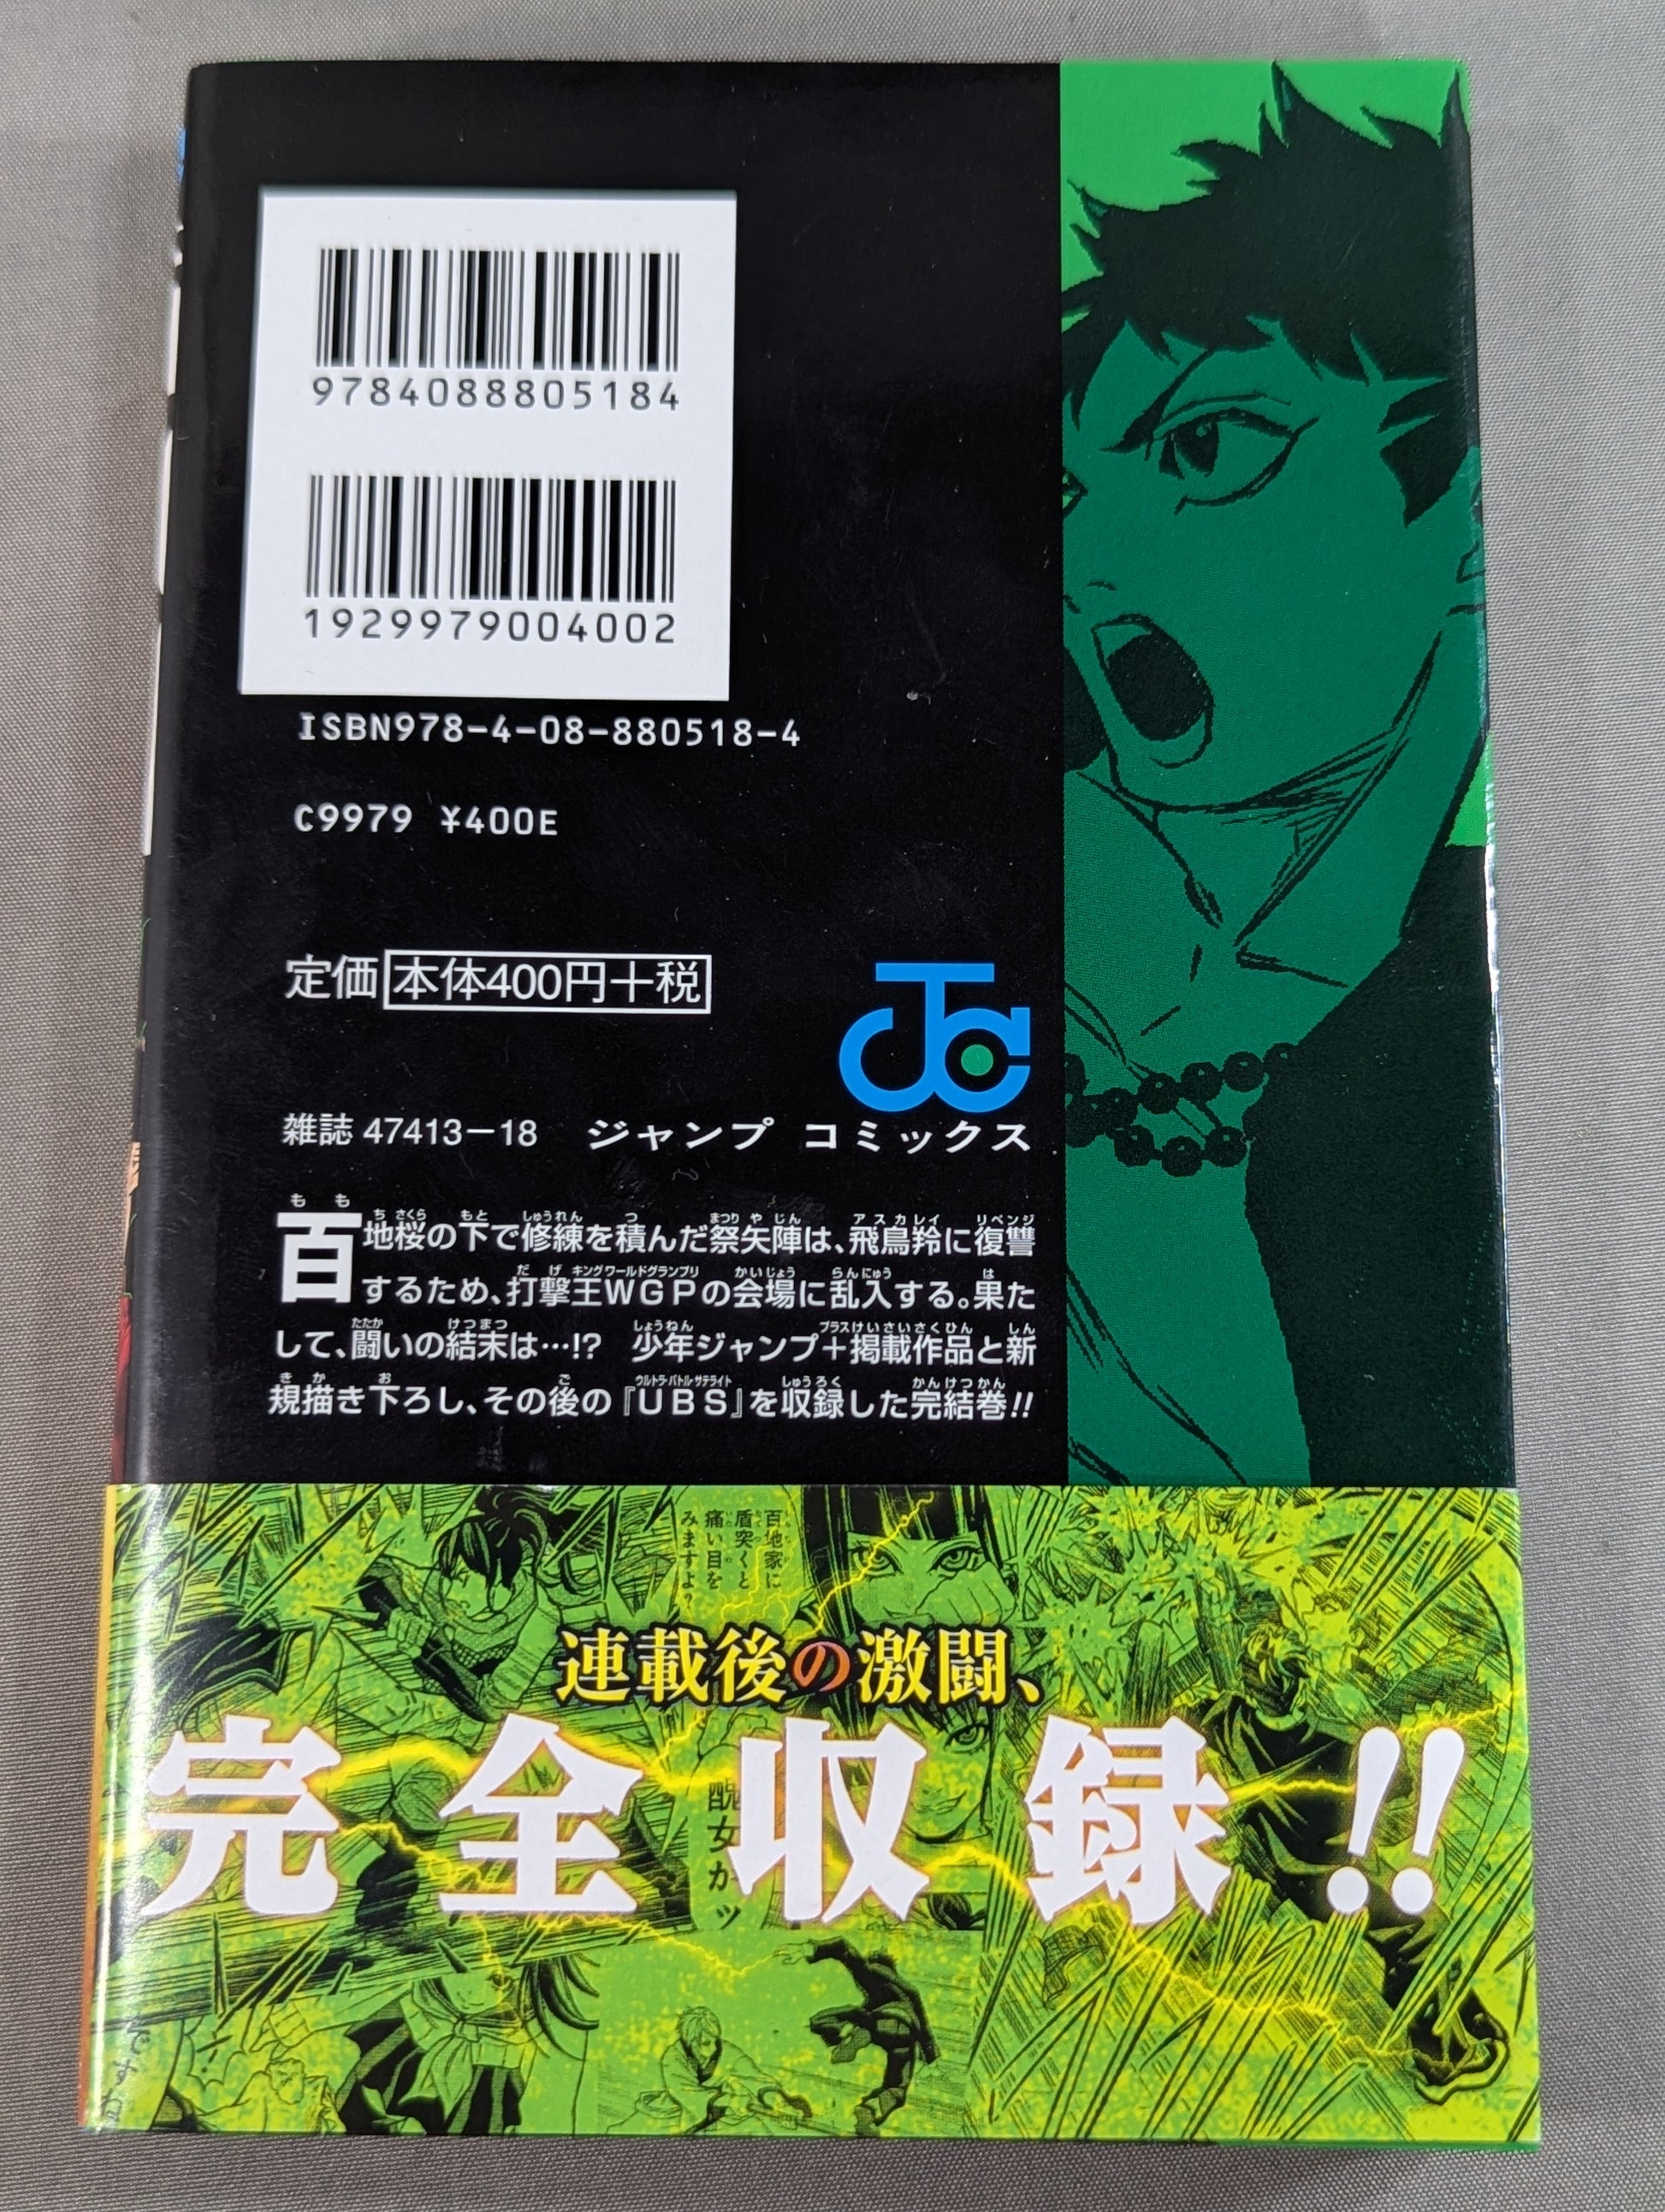 9784088805184
1929979004002
ISBN978-4-08-880518-4
C9979 ¥400E
定価 本体400円+税
雑誌 47413-18 ジャンプ コミックス
百地桜の下で修練を積んだ祭矢陣は、飛鳥羚に復讐
するため、打撃王WGPの会場に乱入する。果た
して、闘いの結末は…!? 少年ジャンプ+掲載作品と新
規描き下ろし、その後の『UBS』を収録した完結巻!!
百地家に
盾突くと
痛い目を
みますよ?
連載後の激闘、
完全収録!!
醜女がッ